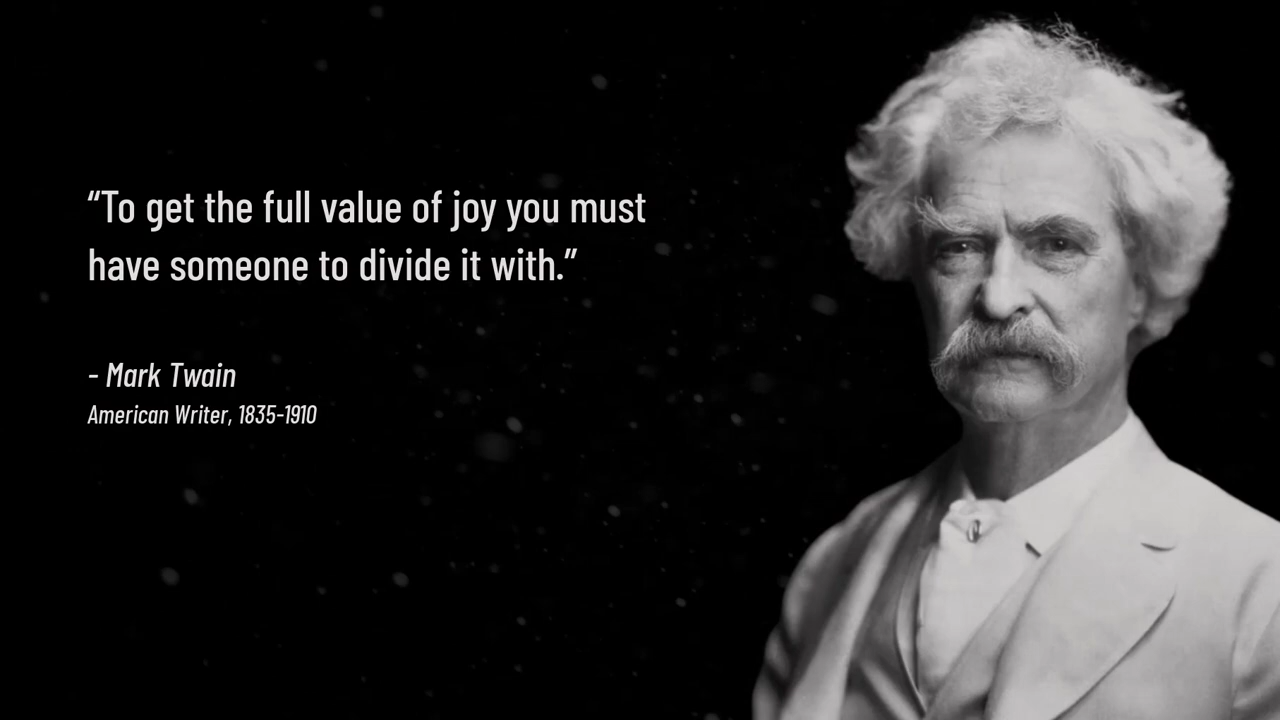 “To get the full value of joy you must
have someone to divide it with.”
- Mark Twain
American Writer, 1835-1910